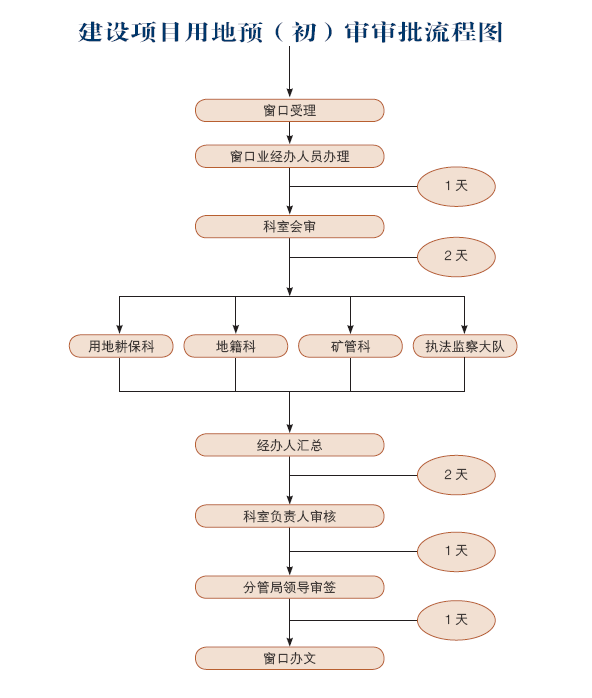 建设项目用地预（初）审审批流程图
窗口受理
窗口业经办人员办理
1 天
科室会审
2 天
用地耕保科
地籍科
矿管科
执法监察大队
经办人汇总
2 天
科室负责人审核
1 天
分管局领导审签
1 天
窗口办文